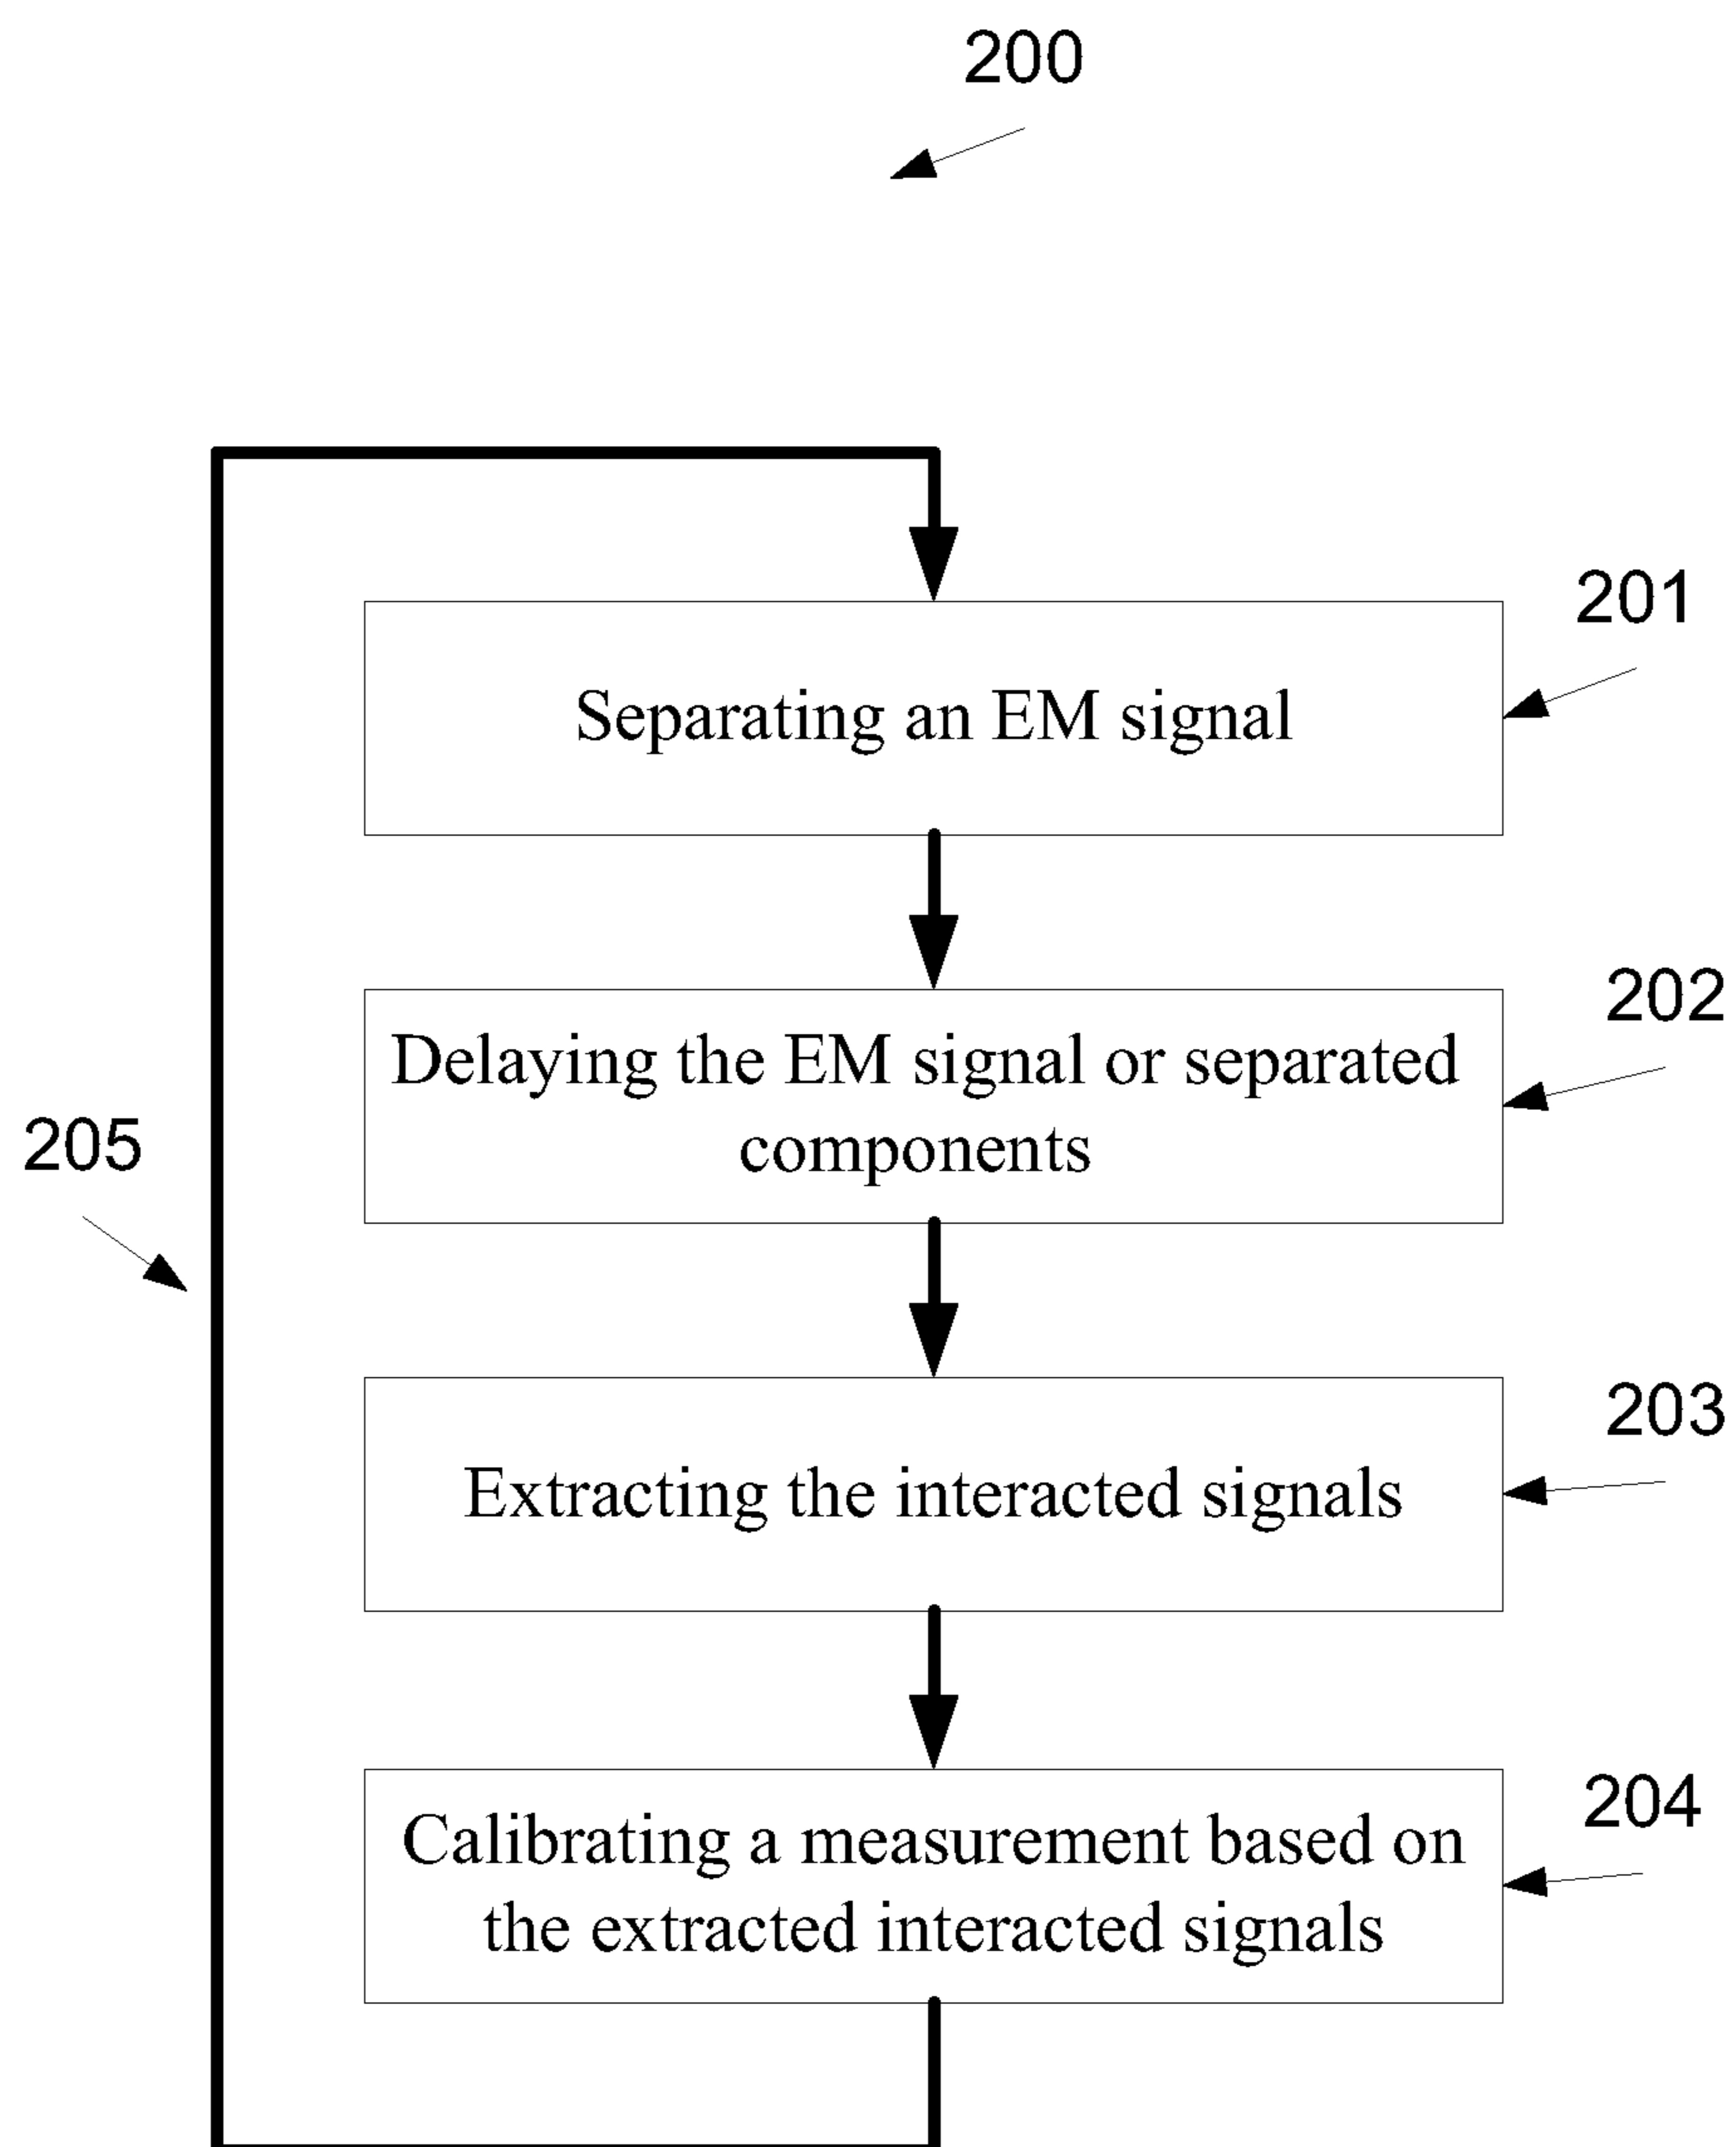 200
201
Separating an EM signal
202
Delaying the EM signal or separated
components
205
203
Extracting the interacted signals
204
Calibrating a measurement based on
the extracted interacted signals